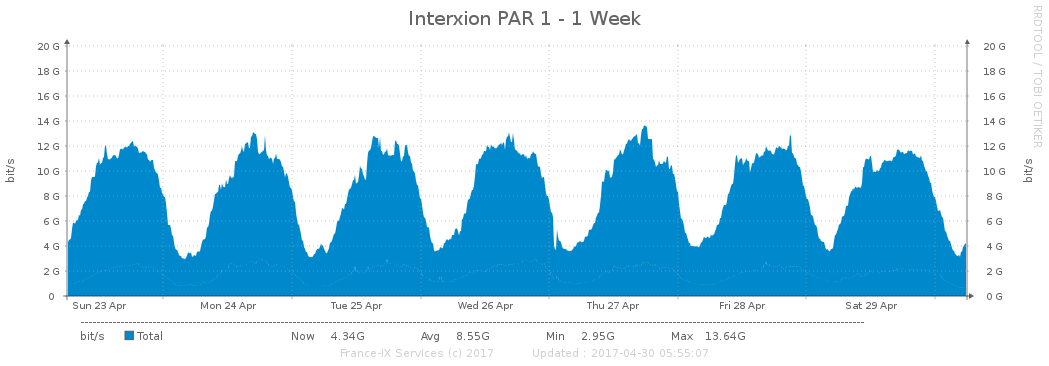 Interxion PAR 1 - 1 Week
RRDTOOL / TOBI OETIKER
20 G 20 G
18 G 18 G
16 G 16 G
14 G 14 G
12 G 12 G
10 G 10 G
8 G 8 G
6 G 6 G
4 G 4 G
2 G 2 G
0 0 G
bit/s
bit/s
Sun 23 Apr Mon 24 Apr Tue 25 Apr Wed 26 Apr Thu 27 Apr Fri 28 Apr Sat 29 Apr
bit/s Total Now 4.34G Avg 8.55G Min 2.95G Max 13.64G
France-IX Services (c) 2017 Updated : 2017-04-30 05:55:07